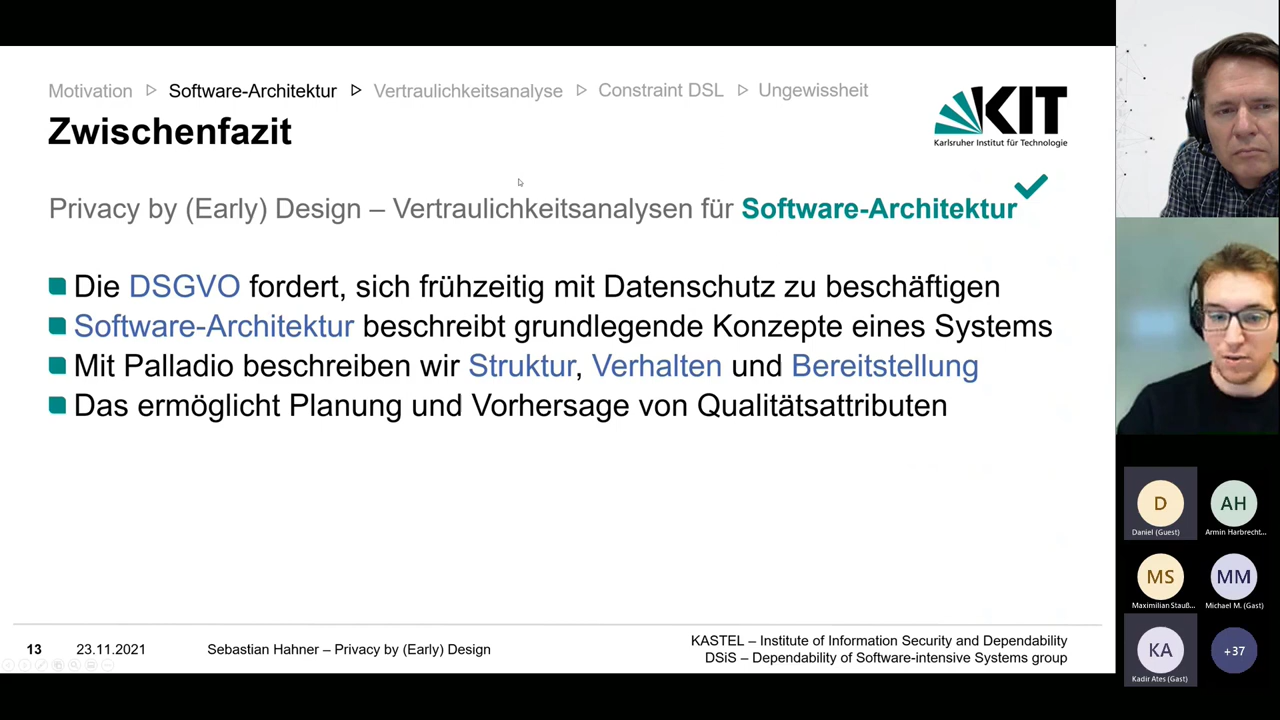 Motivation ▷ Software-Architektur ▷ Vertraulichkeitsanalyse ▷ Constraint DSL ▷ Ungewissheit
Zwischenfazit
KIT
Karlsruher Institut für Technologie
Privacy by (Early) Design – Vertraulichkeitsanalysen für Software-Architektur
Die DSGVO fordert, sich frühzeitig mit Datenschutz zu beschäftigen
Software-Architektur beschreibt grundlegende Konzepte eines Systems
Mit Palladio beschreiben wir Struktur, Verhalten und Bereitstellung
Das ermöglicht Planung und Vorhersage von Qualitätsattributen
13 23.11.2021 Sebastian Hahner – Privacy by (Early) Design
KASTEL – Institute of Information Security and Dependability
DSiS – Dependability of Software-intensive Systems group
D AH
Daniel (Guest) Armin Harbrecht...
MS MM
Maximilian Stauß... Michael M. (Gast)
KA +37
Kadir Ates (Gast)